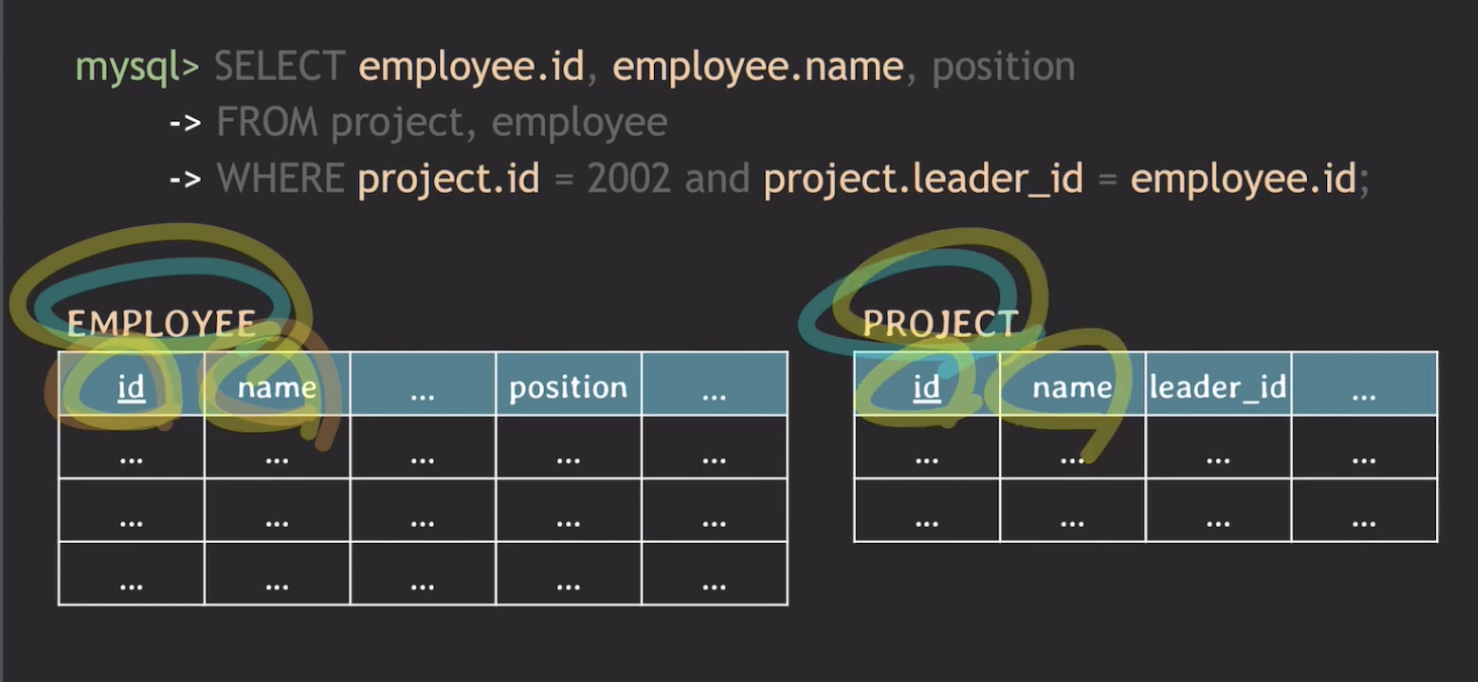 mysql> SELECT employee.id, employee.name, position
-> FROM project, employee
-> WHERE project.id = 2002 and project.leader_id = employee.id;
EMPLOYEE
id name ... position ...
... ... ... ... ...
... ... ... ... ...
... ... ... ... ...
PROJECT
id name leader_id ...
... ... ... ...
... ... ... ...